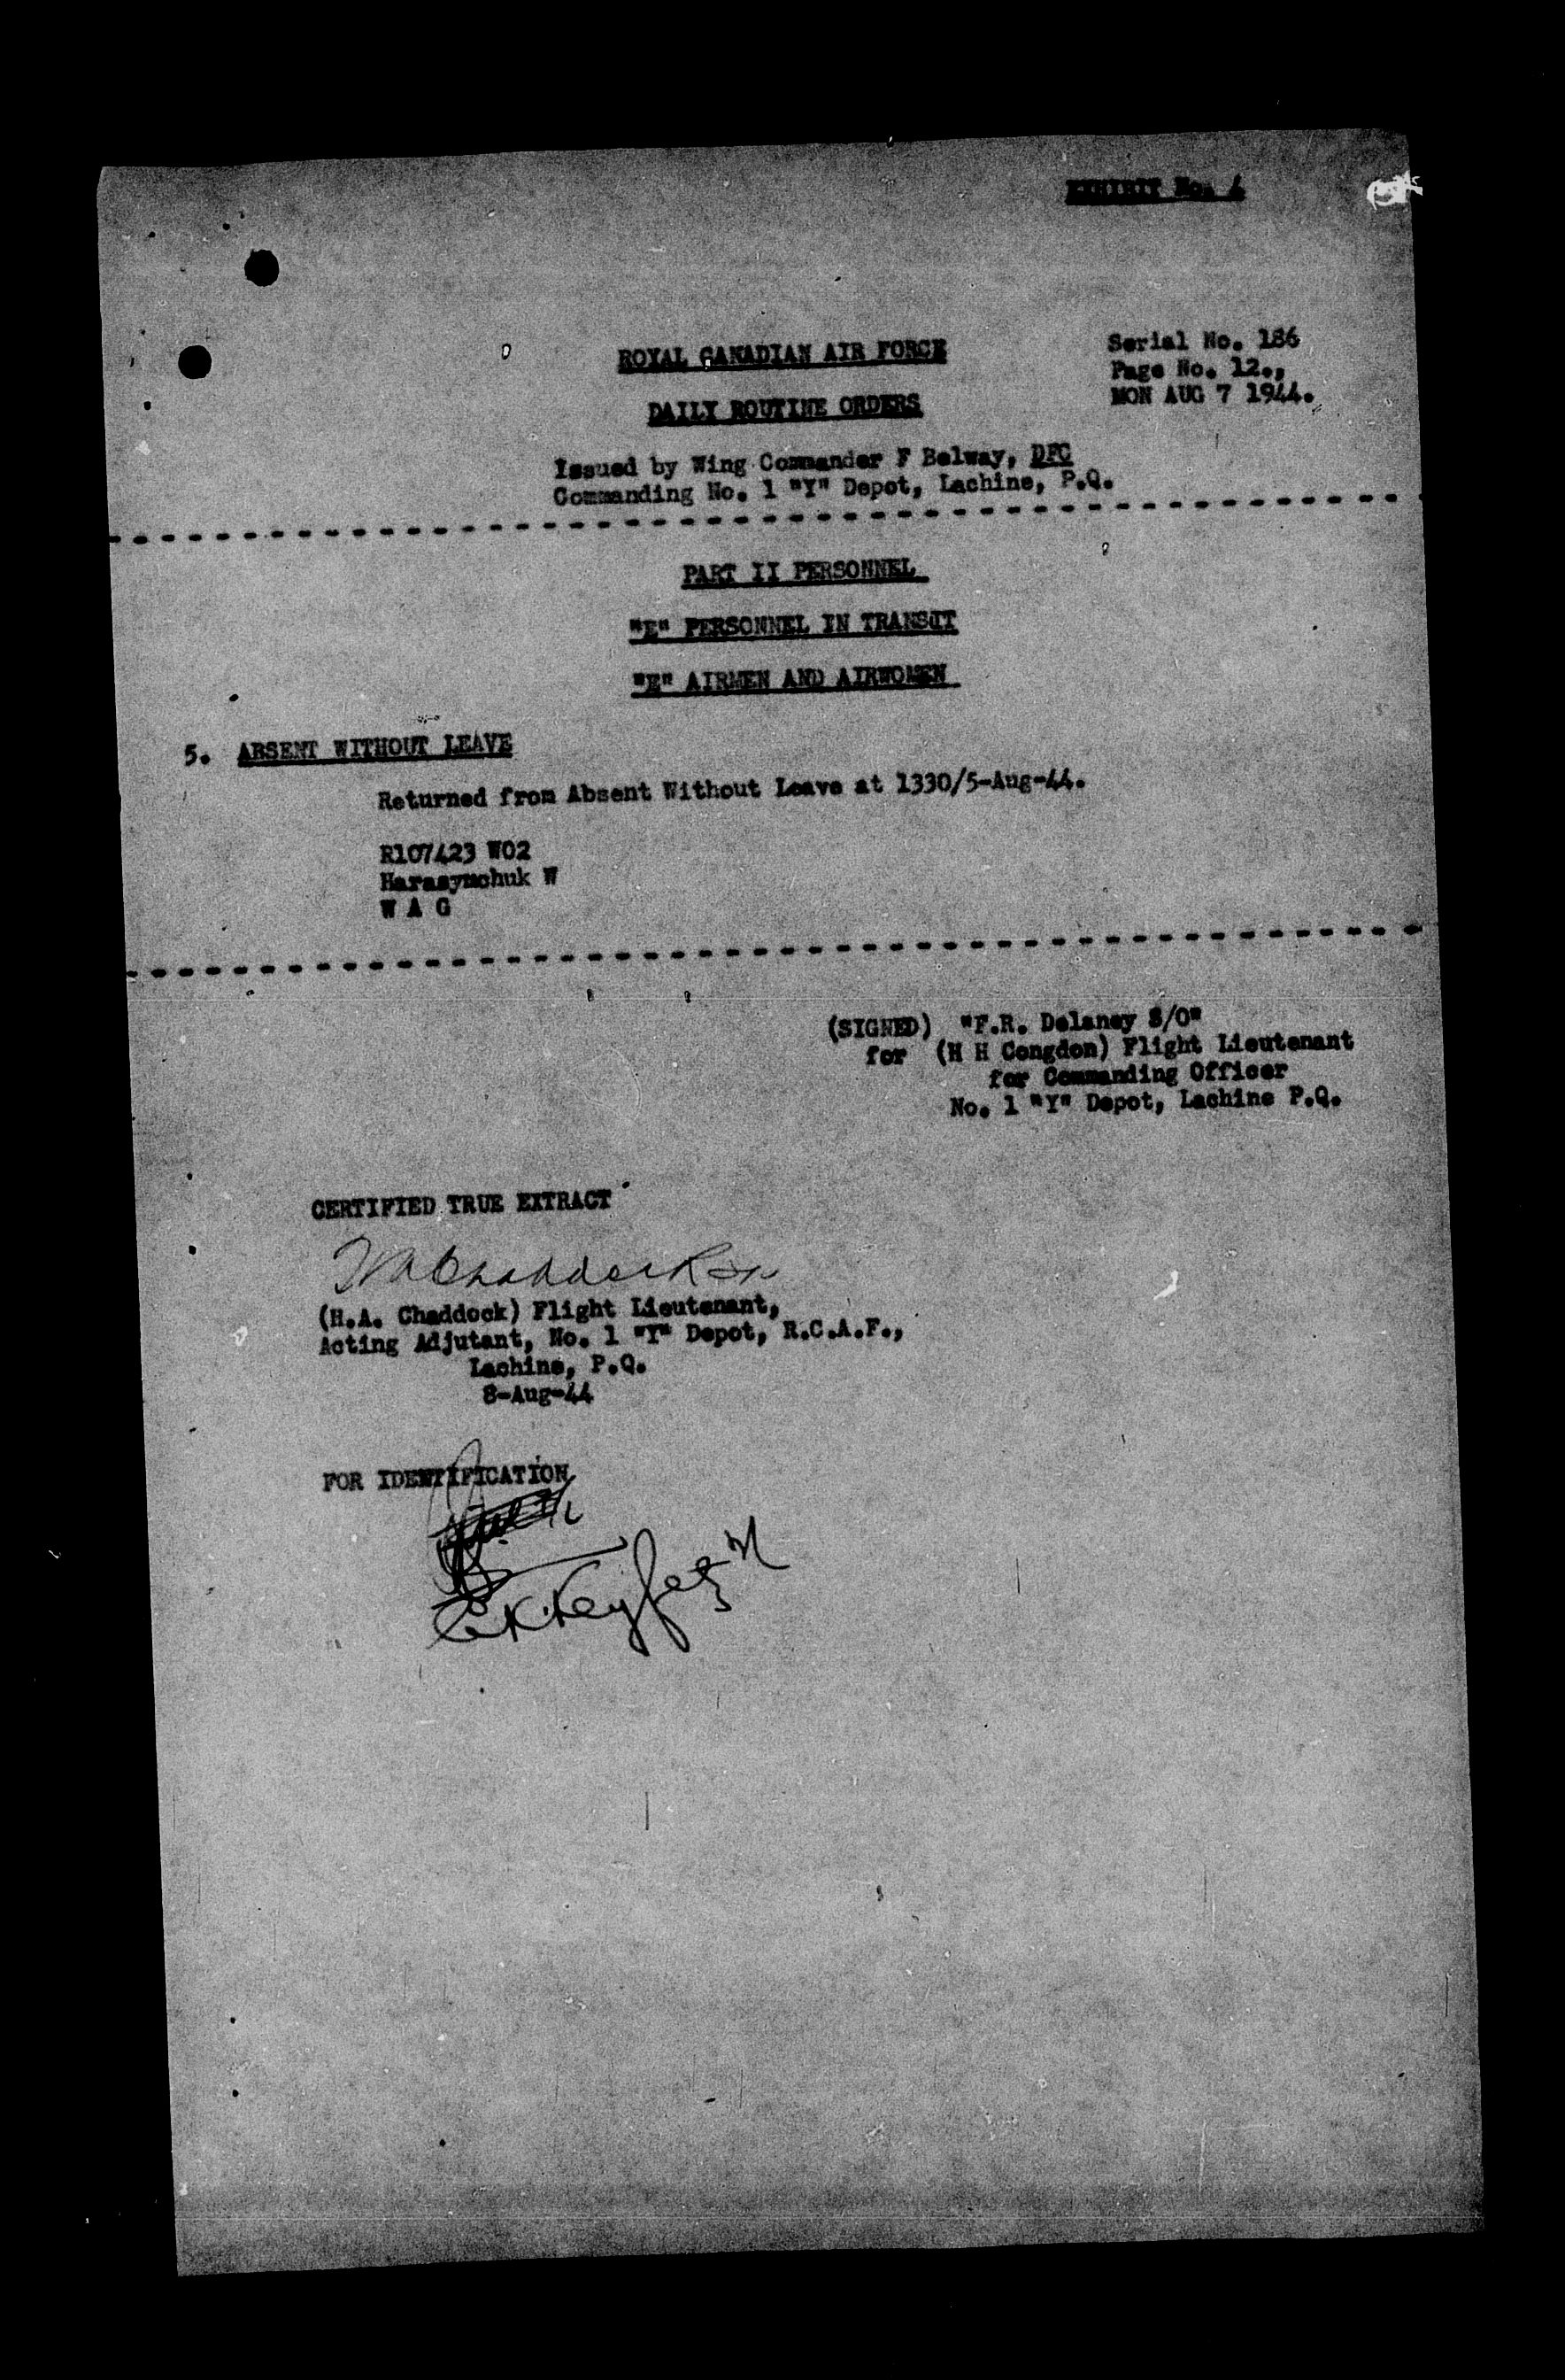 EXHIBIT No. 4
ROYAL CANADIAN AIR FORCE
Serial No. 186
Page No. 12.,
MON AUG 7 1944.
DAILY ROUTINE ORDERS
Issued by Wing Commander F Belway, DFC
Commanding No. 1 "Y" Depot, Lachine, P.Q.
PART II PERSONNEL
"E" PERSONNEL IN TRANSIT
"E" AIRMEN AND AIRWOMEN
5. ABSENT WITHOUT LEAVE
Returned from Absent Without Leave at 1330/5-Aug-44.
R107423 WO2
Harasymchuk W
W A G
(SIGNED) "F.R. Delaney S/O"
for (H H Congdon) Flight Lieutenant
for Commanding Officer
No. 1 "Y" Depot, Lachine P.Q.
CERTIFIED TRUE EXTRACT
(H.A. Chaddock) Flight Lieutenant,
Acting Adjutant, No. 1 "Y" Depot, R.C.A.F.,
Lachine, P.Q.
8-Aug-44
FOR IDENTIFICATION